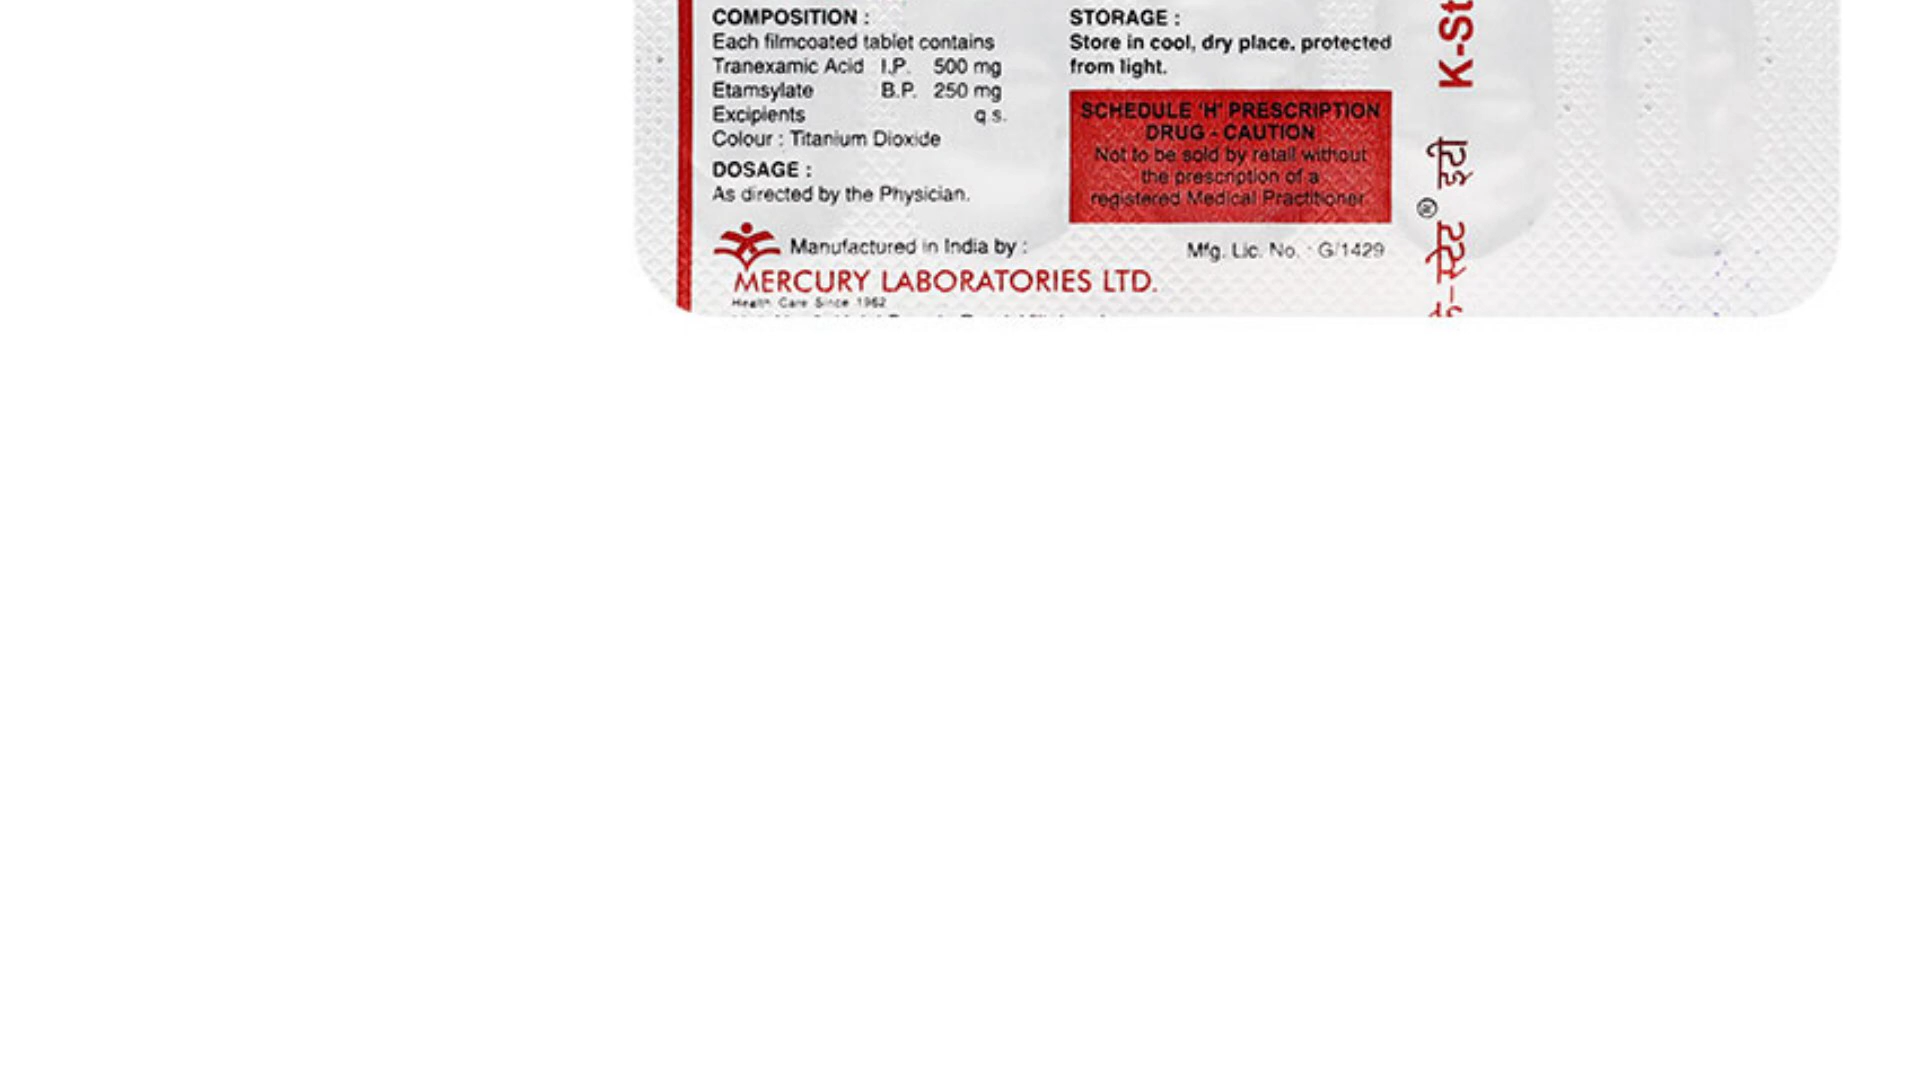 COMPOSITION :
Each filmcoated tablet contains
Tranexamic Acid I.P. 500 mg
Etamsylate B.P. 250 mg
Excipients q.s.
Colour : Titanium Dioxide
DOSAGE :
As directed by the Physician.
Manufactured in India by :
MERCURY LABORATORIES LTD.
Health Care Since 1962
STORAGE :
Store in cool, dry place, protected
from light.
SCHEDULE 'H' PRESCRIPTION
DRUG - CAUTION
Not to be sold by retail without
the prescription of a
registered Medical Practitioner
Mfg. Lic. No. : G/1429
K-St
-स्टट® इटी